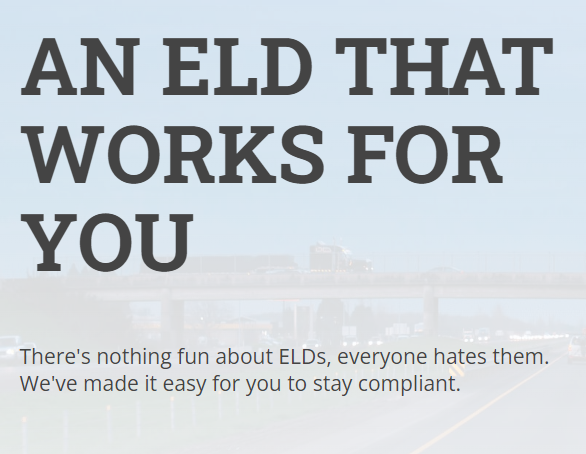 AN ELD THAT
WORKS FOR
YOU
There's nothing fun about ELDs, everyone hates them.
We've made it easy for you to stay compliant.